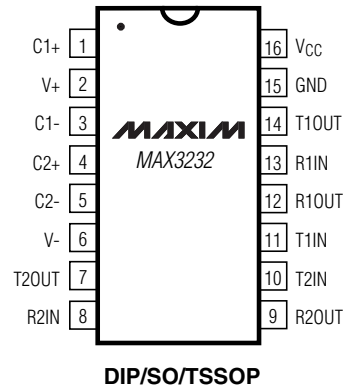 C1+ 1 16 VCC
V+ 2 15 GND
C1- 3 14 T1OUT
MAXIM
C2+ 4 MAX3232 13 R1IN
C2- 5 12 R1OUT
V- 6 11 T1IN
T2OUT 7 10 T2IN
R2IN 8 9 R2OUT
DIP/SO/TSSOP